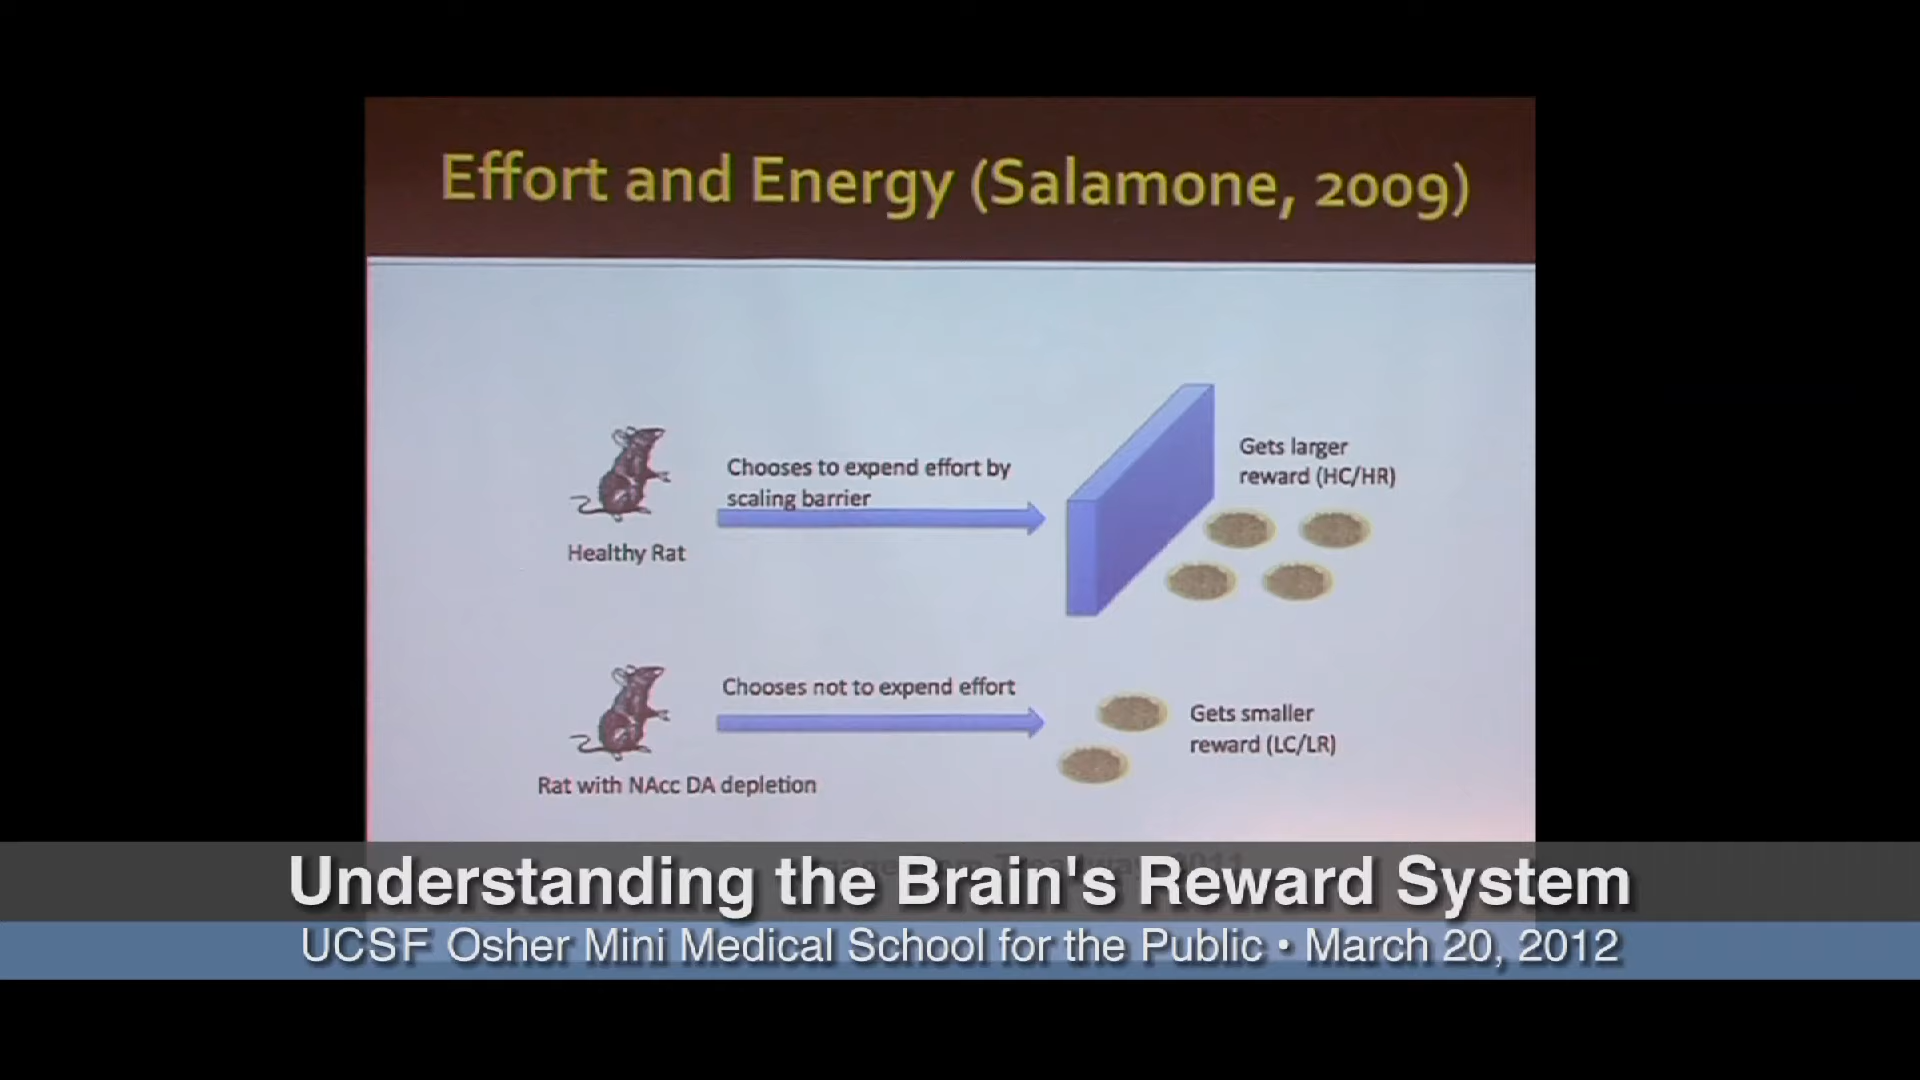 Effort and Energy (Salamone, 2009)
Chooses to expend effort by
scaling barrier
Gets larger
reward (HC/HR)
Healthy Rat
Chooses not to expend effort
Gets smaller
reward (LC/LR)
Rat with NAcc DA depletion
Understanding the Brain's Reward System
UCSF Osher Mini Medical School for the Public • March 20, 2012